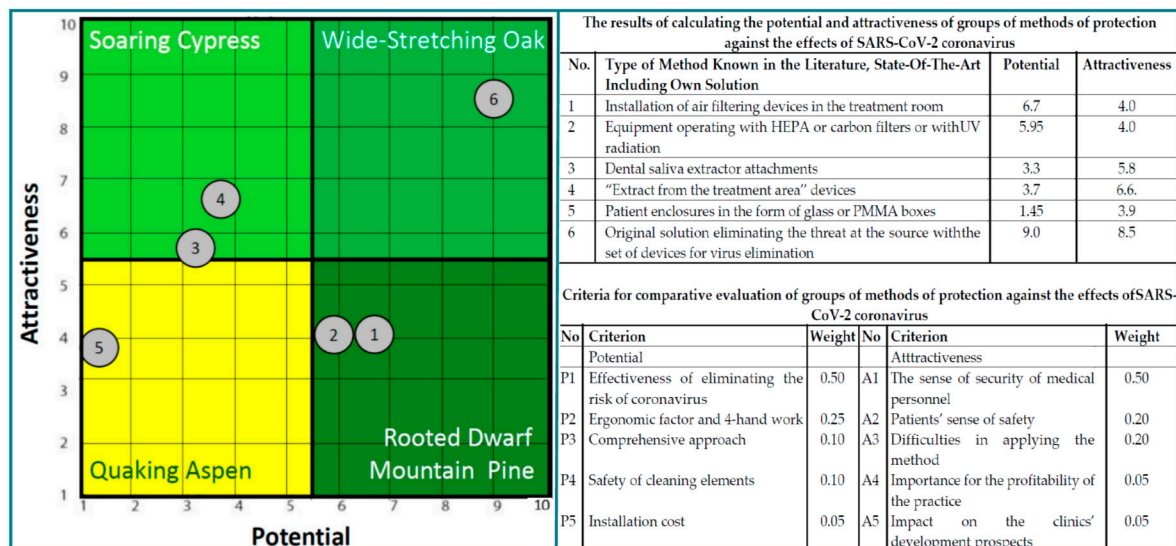 10
9
8
7
6
5
4
3
2
1
Attractiveness
Soaring Cypress
Wide-Stretching Oak
6
4
3
5
2
1
Quaking Aspen
Rooted Dwarf
Mountain Pine
1 2 3 4 5 6 7 8 9 10
Potential
The results of calculating the potential and attractiveness of groups of methods of protection
against the effects of SARS-CoV-2 coronavirus
No. Type of Method Known in the Literature, State-Of-The-Art Potential Attractiveness
Including Own Solution
1 Installation of air filtering devices in the treatment room 6.7 4.0
2 Equipment operating with HEPA or carbon filters or withUV 5.95 4.0
radiation
3 Dental saliva extractor attachments 3.3 5.8
4 “Extract from the treatment area” devices 3.7 6.6.
5 Patient enclosures in the form of glass or PMMA boxes 1.45 3.9
6 Original solution eliminating the threat at the source withthe 9.0 8.5
set of devices for virus elimination
Criteria for comparative evaluation of groups of methods of protection against the effects ofSARS-
CoV-2 coronavirus
No Criterion Weight No Criterion Weight
Potential Atttractiveness
P1 Effectiveness of eliminating the 0.50 A1 The sense of security of medical 0.50
risk of coronavirus personnel
P2 Ergonomic factor and 4-hand work 0.25 A2 Patients’ sense of safety 0.20
P3 Comprehensive approach 0.10 A3 Difficulties in applying the 0.20
method
P4 Safety of cleaning elements 0.10 A4 Importance for the profitability of 0.05
the practice
P5 Installation cost 0.05 A5 Impact on the clinics’ 0.05
development prospects